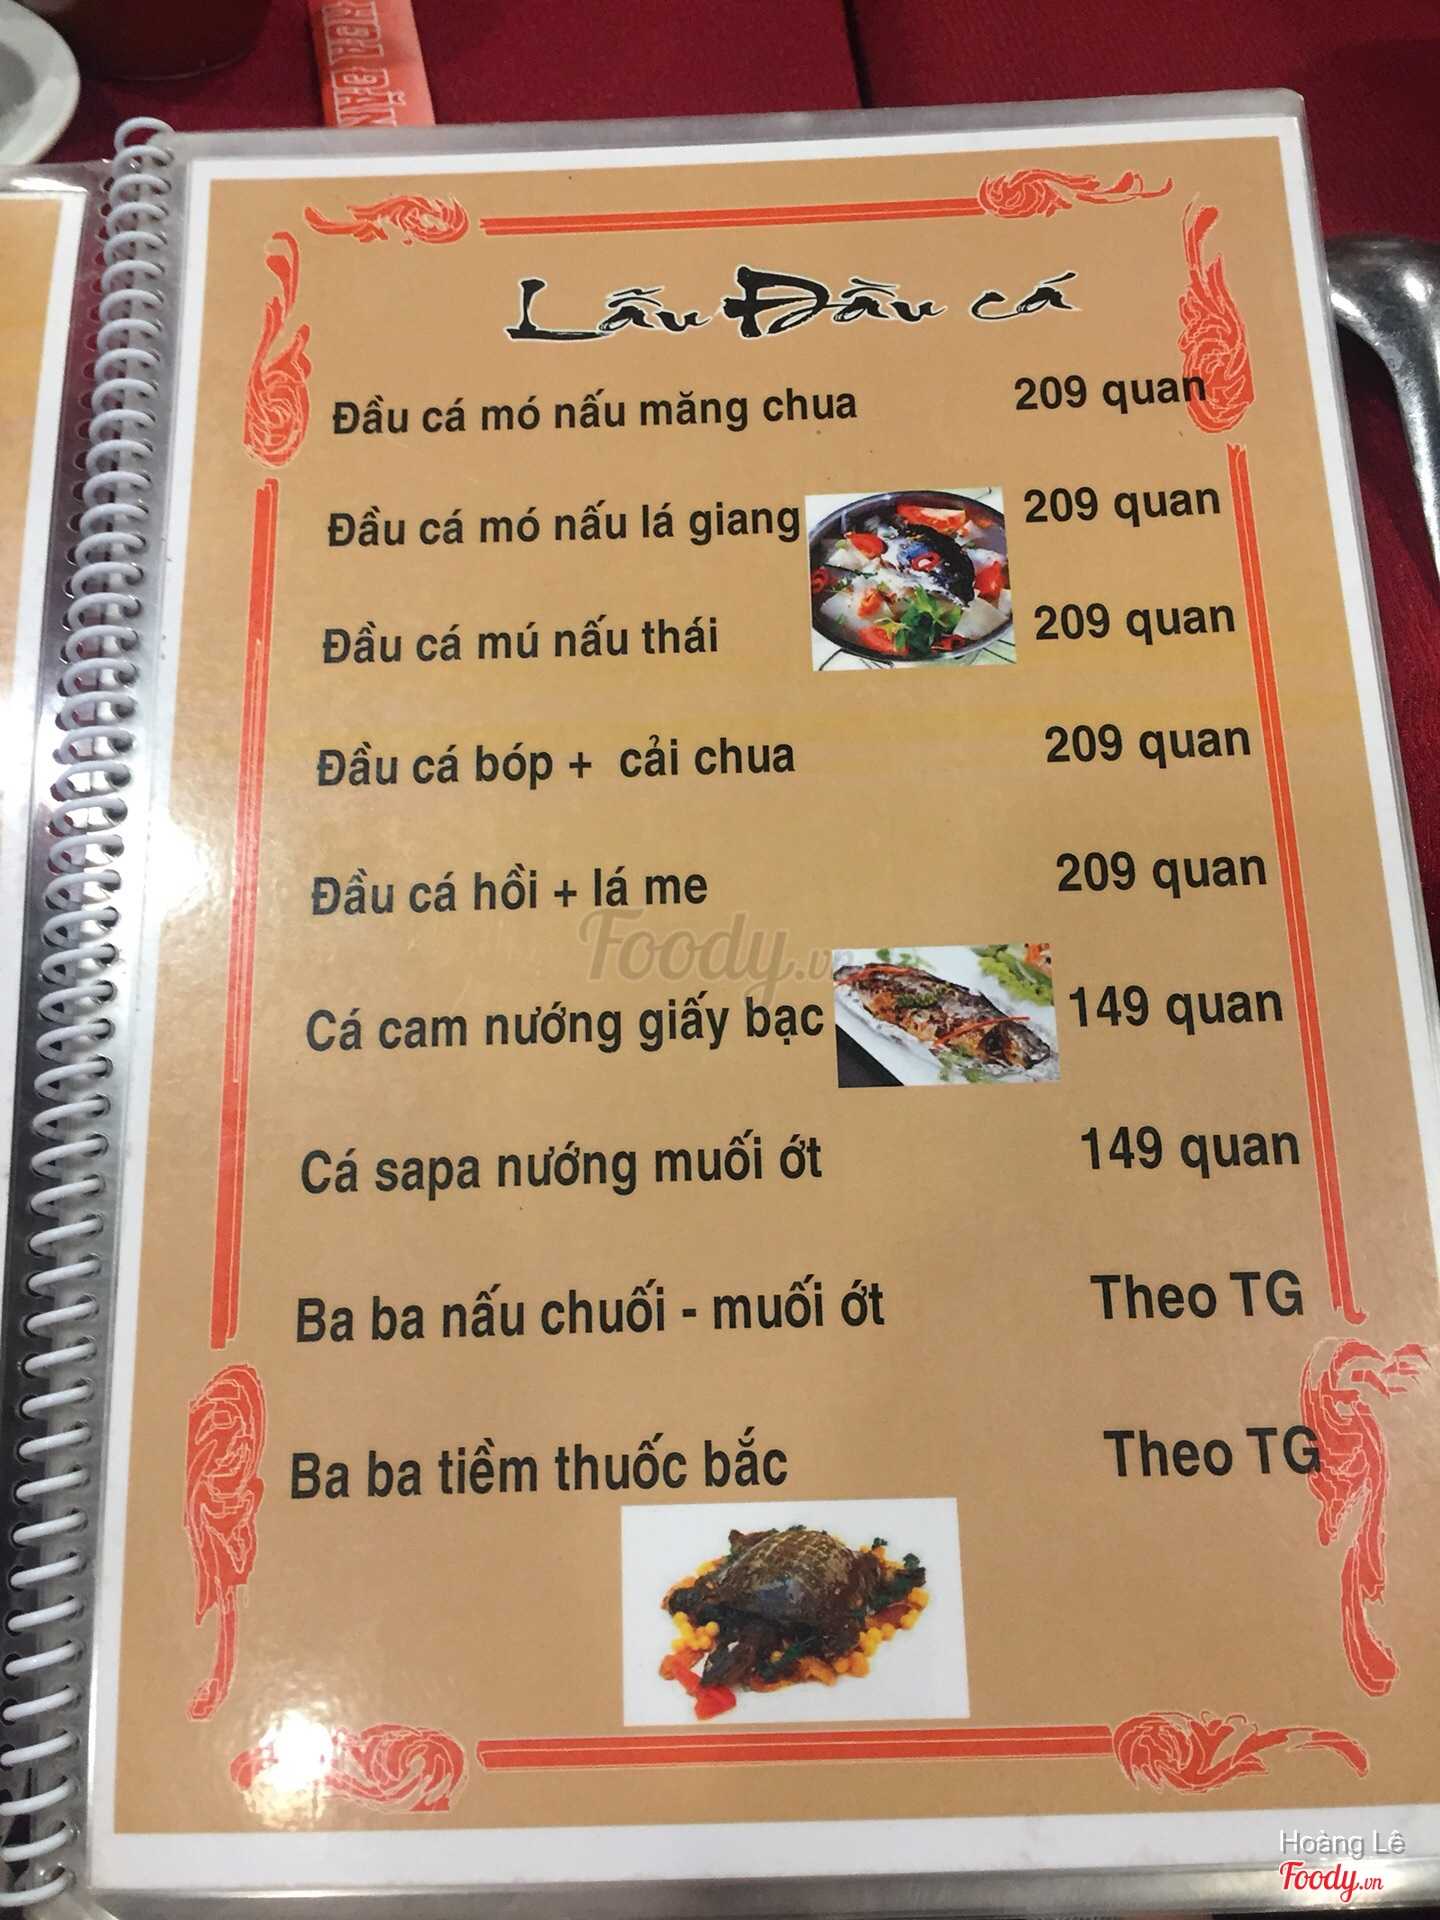 HOA ĐẶN
Lẩu Đầu cá
Đầu cá mó nấu măng chua 209 quan
Đầu cá mó nấu lá giang 209 quan
Đầu cá mú nấu thái 209 quan
Đầu cá bóp + cải chua 209 quan
Đầu cá hồi + lá me 209 quan
Foody.vn
Cá cam nướng giấy bạc 149 quan
Cá sapa nướng muối ớt 149 quan
Ba ba nấu chuối - muối ớt Theo TG
Ba ba tiềm thuốc bắc Theo TG
Hoàng Lê
Foody.vn